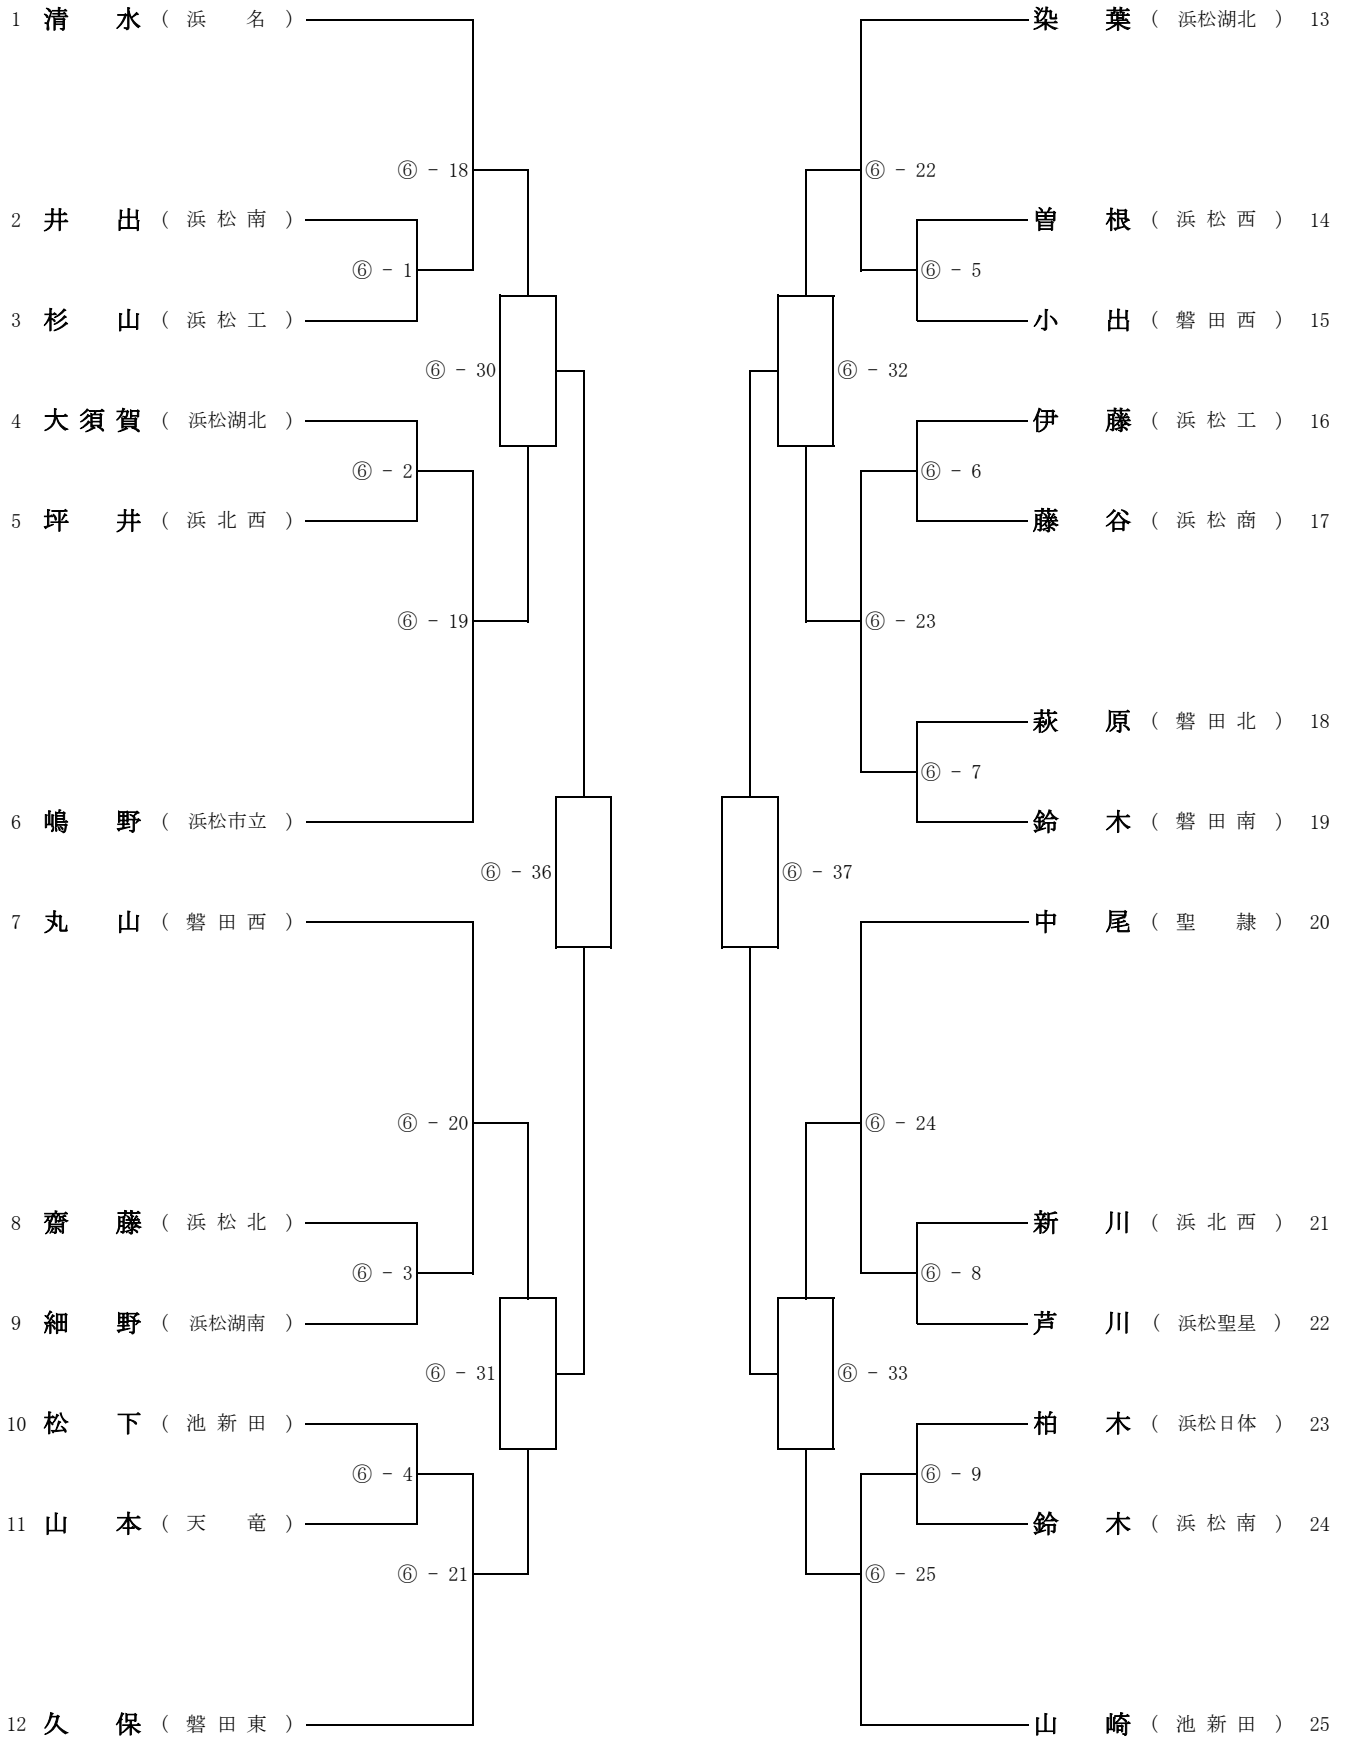 1 清 水 ( 浜 名 )
⑥ - 18
2 井 出 ( 浜 松 南 )
⑥ - 1
3 杉 山 ( 浜 松 工 )
⑥ - 30
4 大 須 賀 ( 浜松湖北 )
⑥ - 2
5 坪 井 ( 浜 北 西 )
⑥ - 19
6 嶋 野 ( 浜松市立 )
⑥ - 36
7 丸 山 ( 磐 田 西 )
⑥ - 20
8 齋 藤 ( 浜 松 北 )
⑥ - 3
9 細 野 ( 浜松湖南 )
⑥ - 31
10 松 下 ( 池 新 田 )
⑥ - 4
11 山 本 ( 天 竜 )
⑥ - 21
12 久 保 ( 磐 田 東 )
染 葉 ( 浜松湖北 ) 13
⑥ - 22
曽 根 ( 浜 松 西 ) 14
⑥ - 5
小 出 ( 磐 田 西 ) 15
⑥ - 32
伊 藤 ( 浜 松 工 ) 16
⑥ - 6
藤 谷 ( 浜 松 商 ) 17
⑥ - 23
萩 原 ( 磐 田 北 ) 18
⑥ - 7
鈴 木 ( 磐 田 南 ) 19
⑥ - 37
中 尾 ( 聖 隷 ) 20
⑥ - 24
新 川 ( 浜 北 西 ) 21
⑥ - 8
芦 川 ( 浜松聖星 ) 22
⑥ - 33
柏 木 ( 浜松日体 ) 23
⑥ - 9
鈴 木 ( 浜 松 南 ) 24
⑥ - 25
山 崎 ( 池 新 田 ) 25